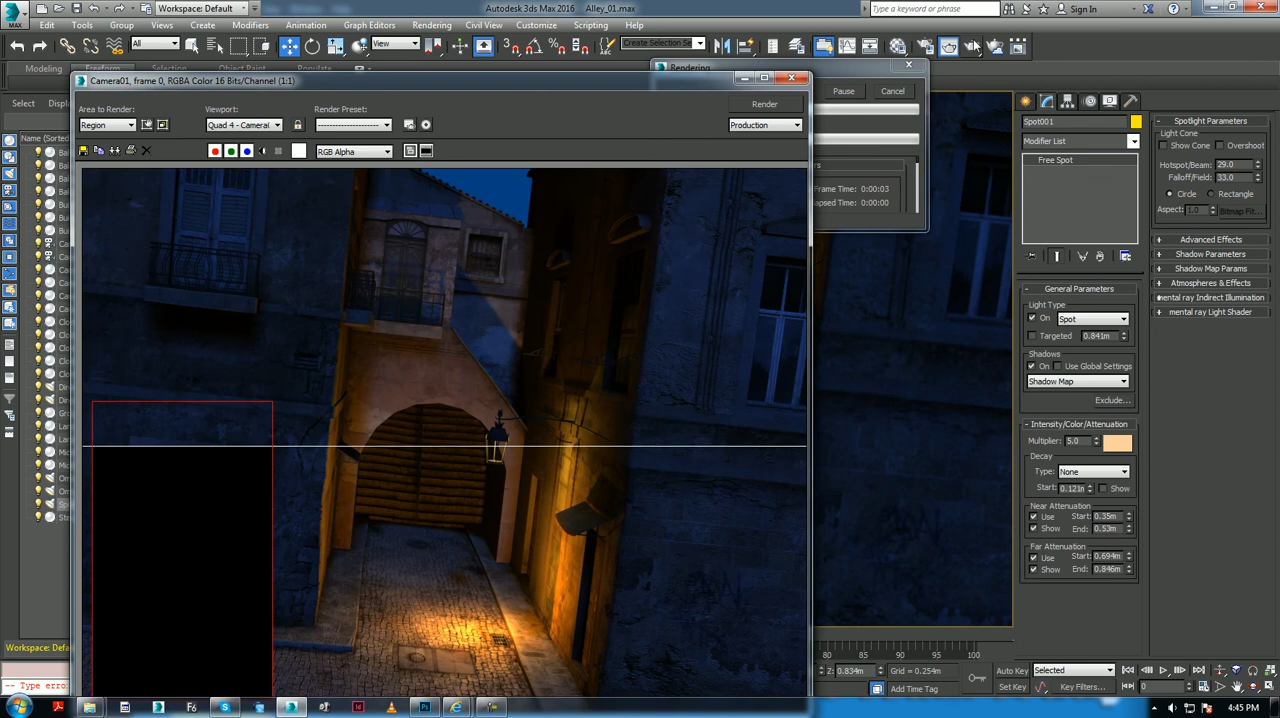 Workspace: Default
Autodesk 3ds Max 2016
Alley_01.max
Type a keyword or phrase
Sign In
MAX
Edit
Tools
Group
Views
Create
Modifiers
Animation
Graph Editors
Rendering
Civil View
Customize
Scripting
Help
All
View
Create Selection Se
Modeling
Freeform
Selection
Object Paint
Populate
Rendering
Camera01, frame 0, RGBA Color 16 Bits/Channel (1:1)
Select
Area to Render:
Viewport:
Render Preset:
Render
Pause
Cancel
Region
Quad 4 - Camera(
Production
RGB Alpha
Name (Sorted
Frame Time: 0:00:03
Elapsed Time: 0:00:00
Spot001
Modifier List
Free Spot
Spotlight Parameters
Light Cone
Show Cone
Overshoot
Hotspot/Beam: 29.0
Falloff/Field: 33.0
Circle
Rectangle
Aspect: 1.0
Bitmap Fit...
Advanced Effects
Shadow Parameters
Shadow Map Params
Atmospheres & Effects
mental ray Indirect Illumination
mental ray Light Shader
General Parameters
Light Type
On
Spot
Targeted
0.841m
Shadows
On
Use Global Settings
Shadow Map
Exclude...
Intensity/Color/Attenuation
Multiplier: 5.0
Decay
Type: None
Start: 0.121m
Show
Near Attenuation
Use
Start: 0.35m
Show
End: 0.53m
Far Attenuation
Use
Start: 0.694m
Show
End: 0.846m
Workspace: Defa
80
85
90
95
100
Z: 0.834m
Grid = 0.254m
Add Time Tag
Auto Key
Selected
Set Key
Key Filters...
0
-- Type erro
4:45 PM